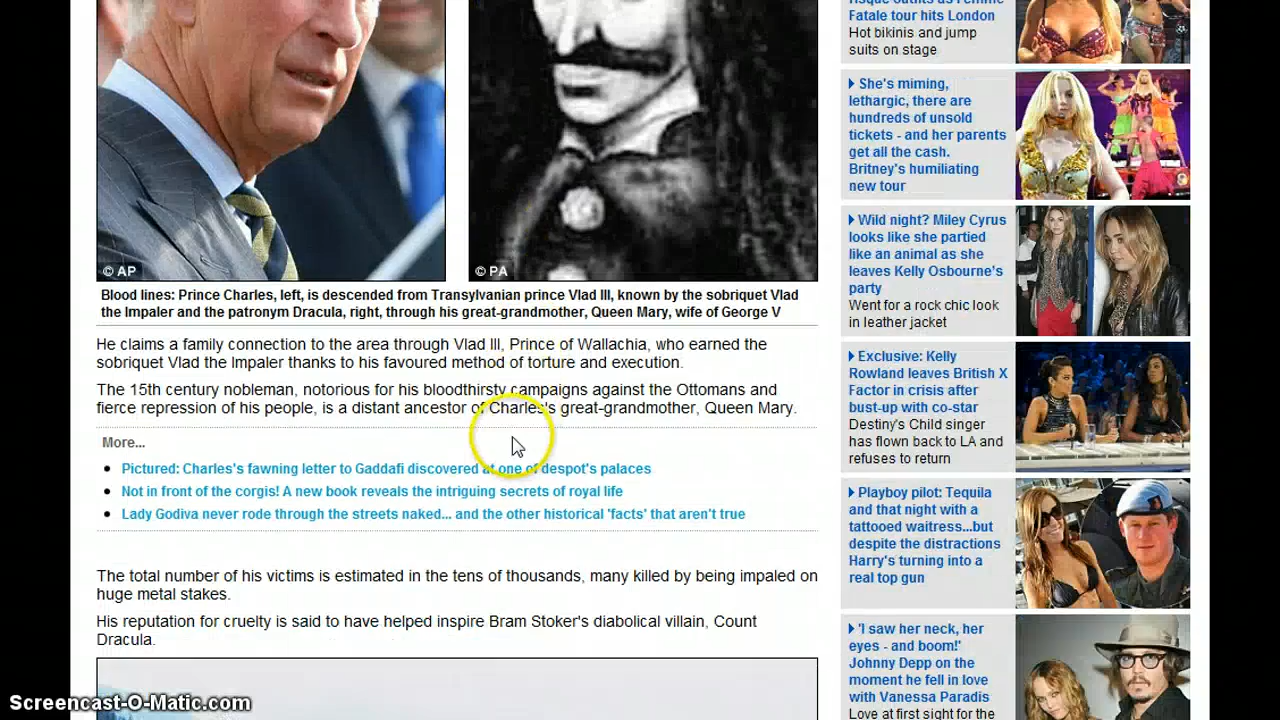 © AP
© PA
Blood lines: Prince Charles, left, is descended from Transylvanian prince Vlad III, known by the sobriquet Vlad
the Impaler and the patronym Dracula, right, through his great-grandmother, Queen Mary, wife of George V
He claims a family connection to the area through Vlad III, Prince of Wallachia, who earned the
sobriquet Vlad the Impaler thanks to his favoured method of torture and execution.
The 15th century nobleman, notorious for his bloodthirsty campaigns against the Ottomans and
fierce repression of his people, is a distant ancestor of Charles's great-grandmother, Queen Mary.
More...
Pictured: Charles's fawning letter to Gaddafi discovered at one of despot's palaces
Not in front of the corgis! A new book reveals the intriguing secrets of royal life
Lady Godiva never rode through the streets naked... and the other historical 'facts' that aren't true
The total number of his victims is estimated in the tens of thousands, many killed by being impaled on
huge metal stakes.
His reputation for cruelty is said to have helped inspire Bram Stoker's diabolical villain, Count
Dracula.
Fatale tour hits London
Hot bikinis and jump
suits on stage
She's miming,
lethargic, there are
hundreds of unsold
tickets - and her parents
get all the cash.
Britney's humiliating
new tour
Wild night? Miley Cyrus
looks like she partied
like an animal as she
leaves Kelly Osbourne's
party
Went for a rock chic look
in leather jacket
Exclusive: Kelly
Rowland leaves British X
Factor in crisis after
bust-up with co-star
Destiny's Child singer
has flown back to LA and
refuses to return
Playboy pilot: Tequila
and that night with a
tattooed waitress...but
despite the distractions
Harry's turning into a
real top gun
'I saw her neck, her
eyes - and boom!'
Johnny Depp on the
moment he fell in love
with Vanessa Paradis
Love at first sight for the
Screencast-O-Matic.com